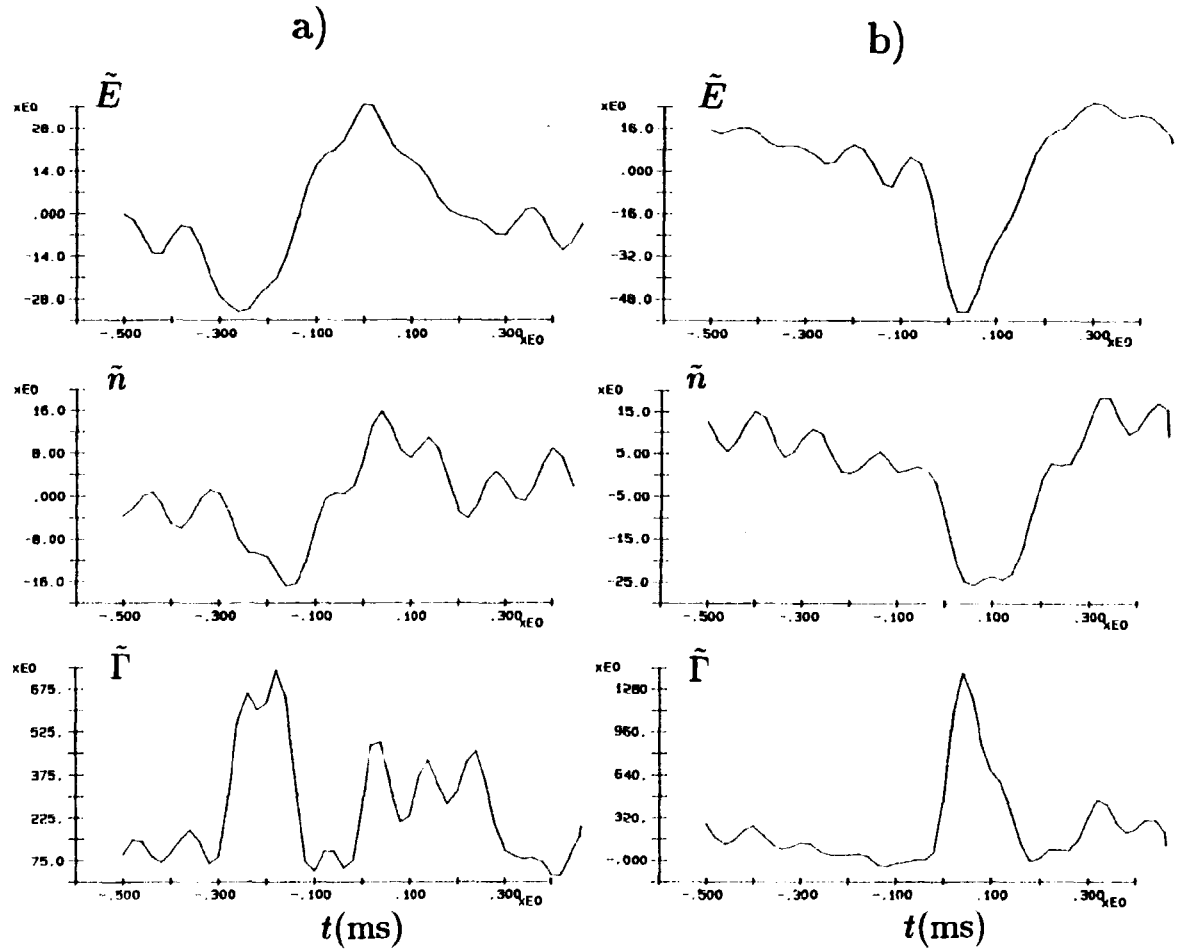 a)
b)
Ẽ
xE0
28.0
14.0
.000
-14.0
-28.0
-.500 -.300 -.100 .100 .300 xE0
Ẽ
xE0
16.0
.000
-16.0
-32.0
-48.0
-.500 -.300 -.100 .100 .300 xE0
ñ
xE0
16.0
8.00
.000
-8.00
-16.0
-.500 -.300 -.100 .100 .300 xE0
ñ
xE0
15.0
5.00
-5.00
-15.0
-25.0
-.500 -.300 -.100 .100 .300 xE0
Γ̃
xE0
675.
525.
375.
225.
75.0
-.500 -.300 -.100 .100 .300 xE0
t(ms)
Γ̃
xE0
1280
960.
640.
320.
-.000
-.500 -.300 -.100 .100 .300 xE0
t(ms)